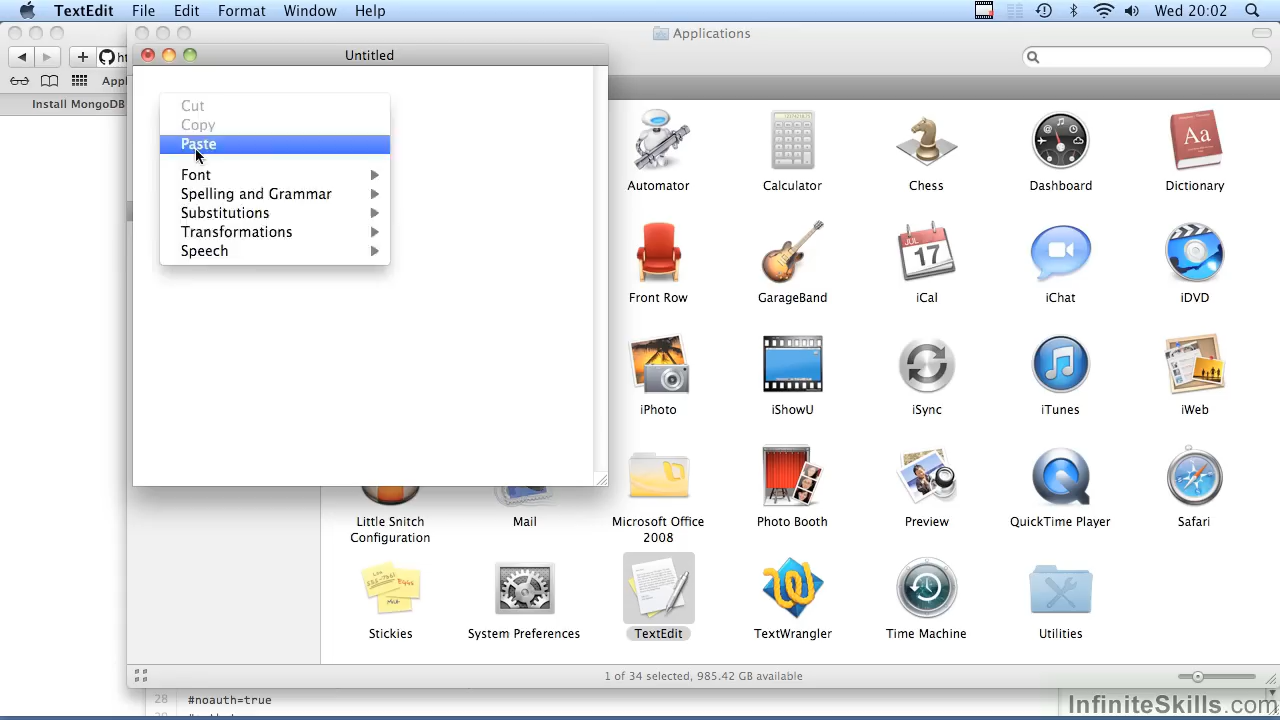 TextEdit File Edit Format Window Help Wed 20:02
Applications
Untitled
Install MongoDB
Cut
Copy
Paste
Font
Spelling and Grammar
Substitutions
Transformations
Speech
Automator Calculator Chess Dashboard Dictionary
JUL
17
Front Row GarageBand iCal iChat iDVD
iPhoto iShowU iSync iTunes iWeb
Little Snitch Configuration Mail Microsoft Office 2008 Photo Booth Preview QuickTime Player Safari
Stickies System Preferences TextEdit TextWrangler Time Machine Utilities
1 of 34 selected, 985.42 GB available
28 #noauth=true
InfiniteSkills.com